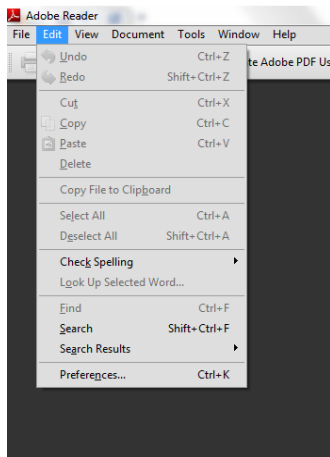 Adobe Reader
File Edit View Document Tools Window Help
te Adobe PDF Us
Undo Ctrl+Z
Redo Shift+Ctrl+Z
Cut Ctrl+X
Copy Ctrl+C
Paste Ctrl+V
Delete
Copy File to Clipboard
Select All Ctrl+A
Deselect All Shift+Ctrl+A
Check Spelling
Look Up Selected Word...
Find Ctrl+F
Search Shift+Ctrl+F
Search Results
Preferences... Ctrl+K